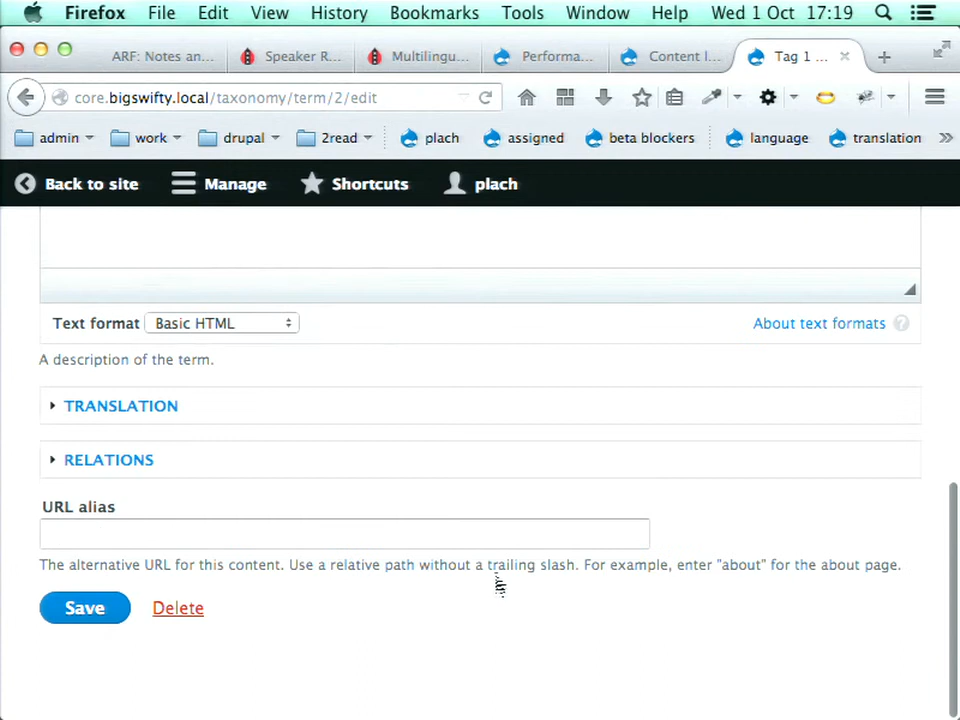 Firefox File Edit View History Bookmarks Tools Window Help Wed 1 Oct 17:19
ARF: Notes an... Speaker R... Multilingu... Performa... Content l... Tag 1 ...
core.bigswifty.local/taxonomy/term/2/edit
admin work drupal 2read plach assigned beta blockers language translation
Back to site Manage Shortcuts plach
Text format Basic HTML About text formats ?
A description of the term.
TRANSLATION
RELATIONS
URL alias
The alternative URL for this content. Use a relative path without a trailing slash. For example, enter "about" for the about page.
Save Delete